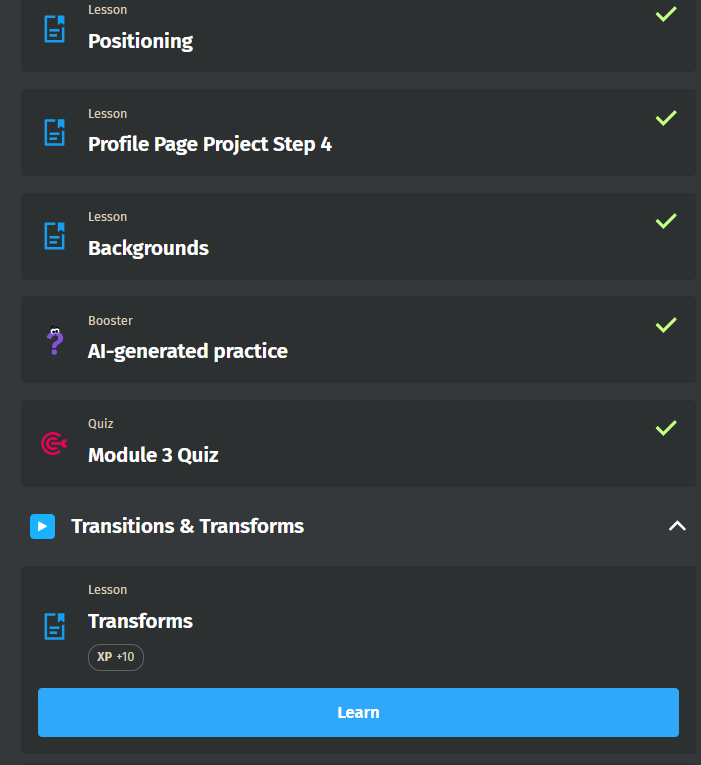 Lesson
Positioning
Lesson
Profile Page Project Step 4
Lesson
Backgrounds
Booster
AI-generated practice
Quiz
Module 3 Quiz
Transitions & Transforms
Lesson
Transforms
XP +10
Learn